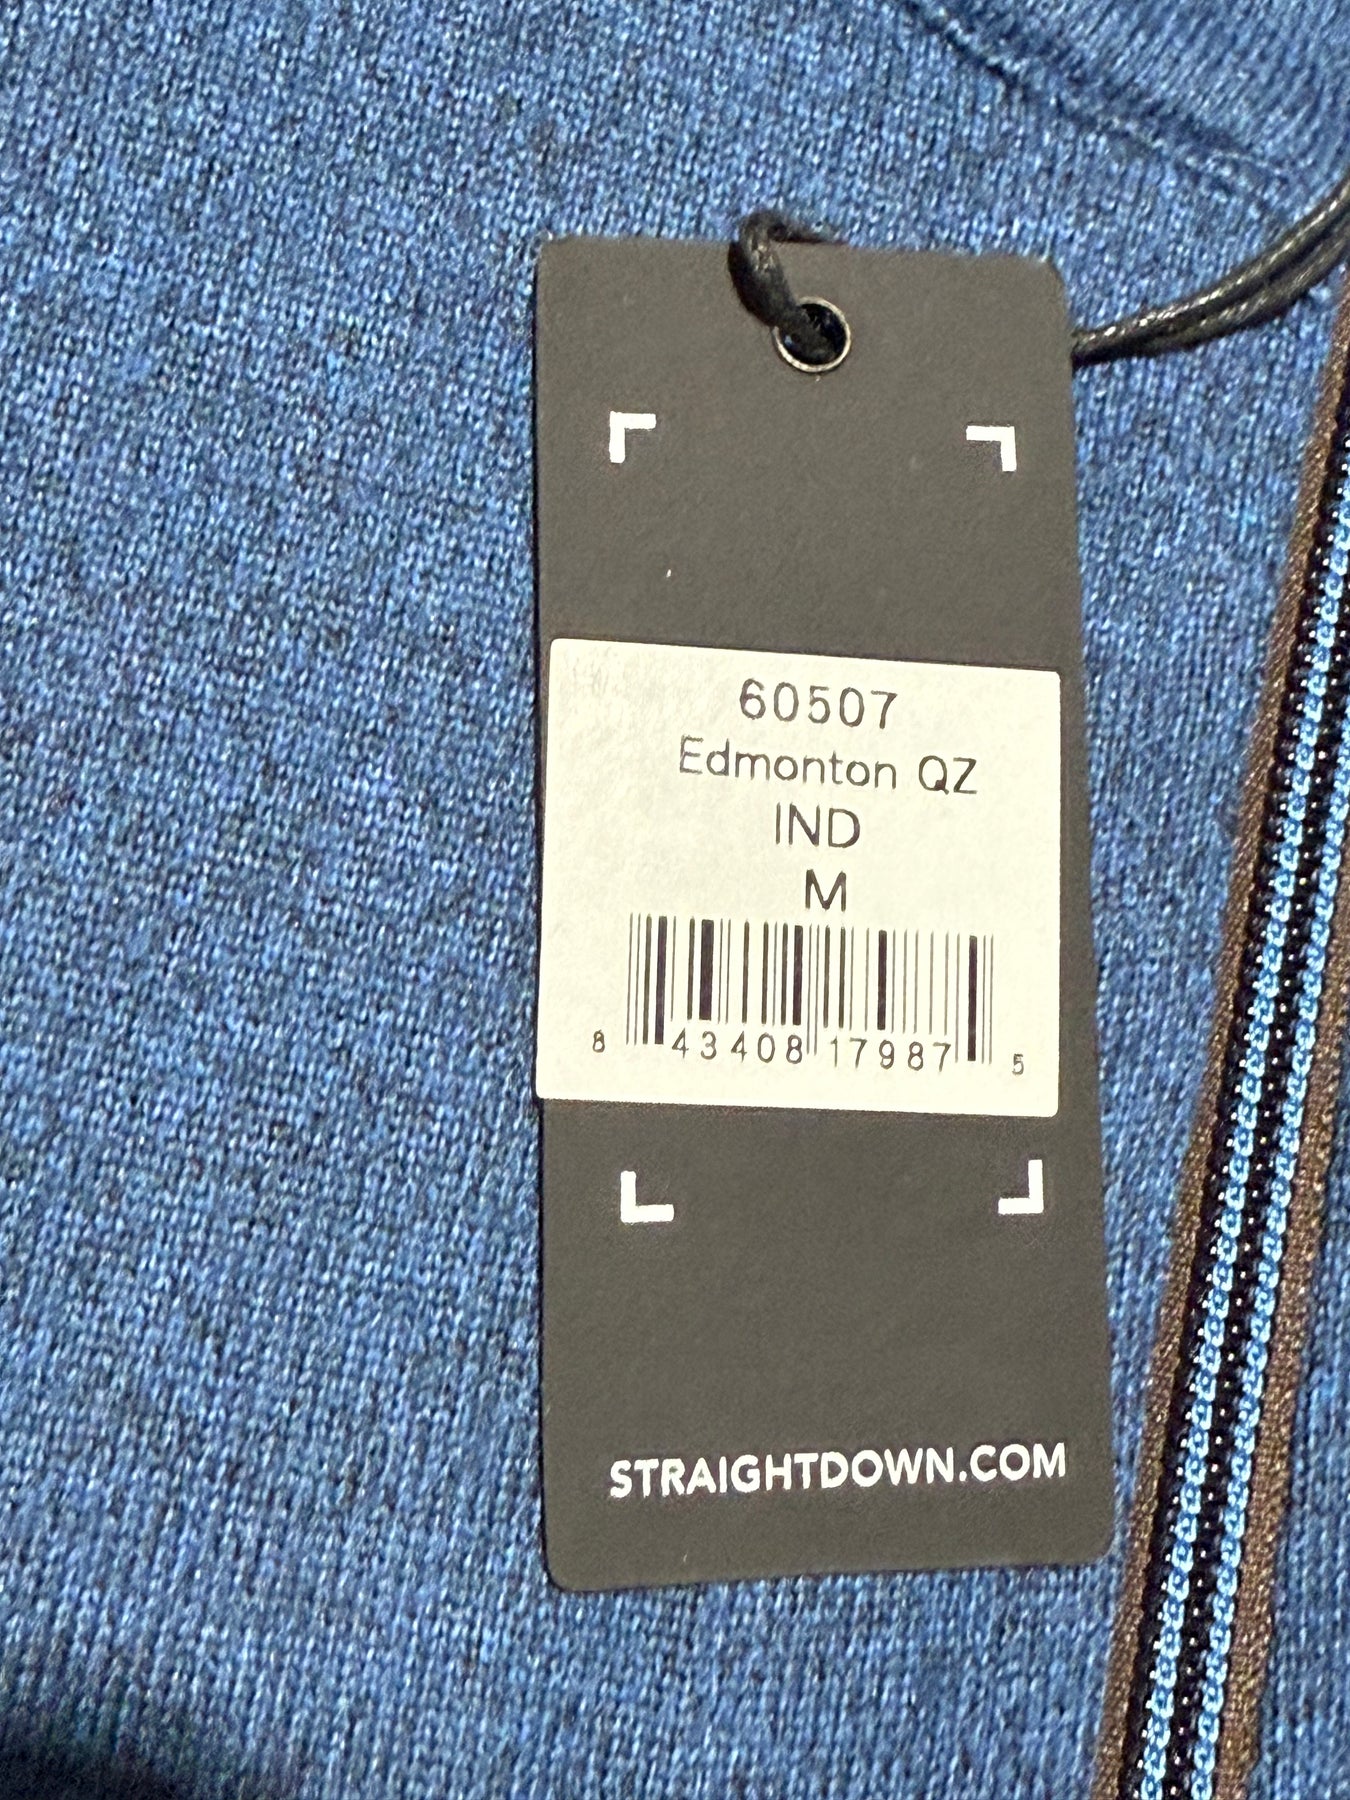 60507
Edmonton QZ
IND
M
8 43408 17987 5
STRAIGHTDOWN.COM